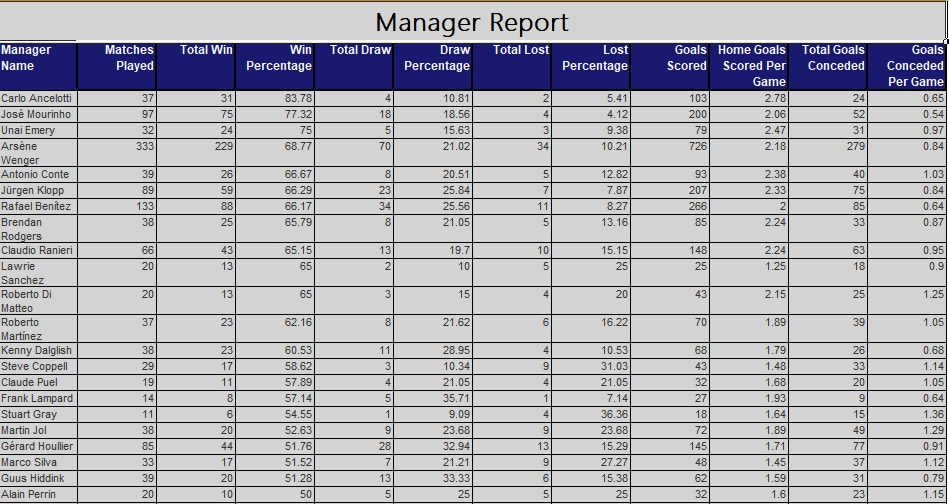 Manager Report
Manager Name Matches Played Total Win Win Percentage Total Draw Draw Percentage Total Lost Lost Percentage Goals Scored Home Goals Scored Per Game Total Goals Conceded Goals Conceded Per Game
Carlo Ancelotti 37 31 83.78 4 10.81 2 5.41 103 2.78 24 0.65
José Mourinho 97 75 77.32 18 18.56 4 4.12 200 2.06 52 0.54
Unai Emery 32 24 75 5 15.63 3 9.38 79 2.47 31 0.97
Arsène Wenger 333 229 68.77 70 21.02 34 10.21 726 2.18 279 0.84
Antonio Conte 39 26 66.67 8 20.51 5 12.82 93 2.38 40 1.03
Jürgen Klopp 89 59 66.29 23 25.84 7 7.87 207 2.33 75 0.84
Rafael Benítez 133 88 66.17 34 25.56 11 8.27 266 2 85 0.64
Brendan Rodgers 38 25 65.79 8 21.05 5 13.16 85 2.24 33 0.87
Claudio Ranieri 66 43 65.15 13 19.7 10 15.15 148 2.24 63 0.95
Lawrie Sanchez 20 13 65 2 10 5 25 25 1.25 18 0.9
Roberto Di Matteo 20 13 65 3 15 4 20 43 2.15 25 1.25
Roberto Martínez 37 23 62.16 8 21.62 6 16.22 70 1.89 39 1.05
Kenny Dalglish 38 23 60.53 11 28.95 4 10.53 68 1.79 26 0.68
Steve Coppell 29 17 58.62 3 10.34 9 31.03 43 1.48 33 1.14
Claude Puel 19 11 57.89 4 21.05 4 21.05 32 1.68 20 1.05
Frank Lampard 14 8 57.14 5 35.71 1 7.14 27 1.93 9 0.64
Stuart Gray 11 6 54.55 1 9.09 4 36.36 18 1.64 15 1.36
Martin Jol 38 20 52.63 9 23.68 9 23.68 72 1.89 49 1.29
Gérard Houllier 85 44 51.76 28 32.94 13 15.29 145 1.71 77 0.91
Marco Silva 33 17 51.52 7 21.21 9 27.27 48 1.45 37 1.12
Guus Hiddink 39 20 51.28 13 33.33 6 15.38 62 1.59 31 0.79
Alain Perrin 20 10 50 5 25 5 25 32 1.6 23 1.15